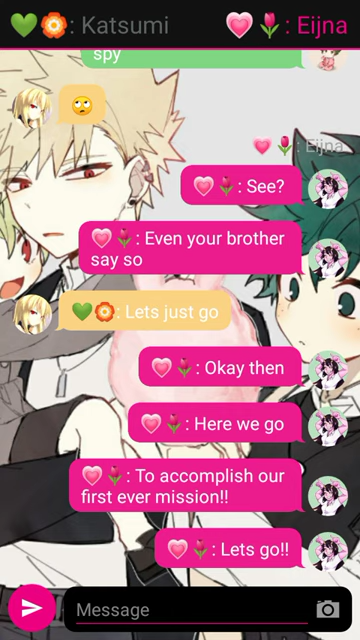 💚🏵: Katsumi
💗🌷: Eijna
spy
🙄
💗🌷: Eijna
💗🌷: See?
💗🌷: Even your brother
say so
💚🏵: Lets just go
💗🌷: Okay then
💗🌷: Here we go
💗🌷: To accomplish our
first ever mission!!
💗🌷: Lets go!!
Message